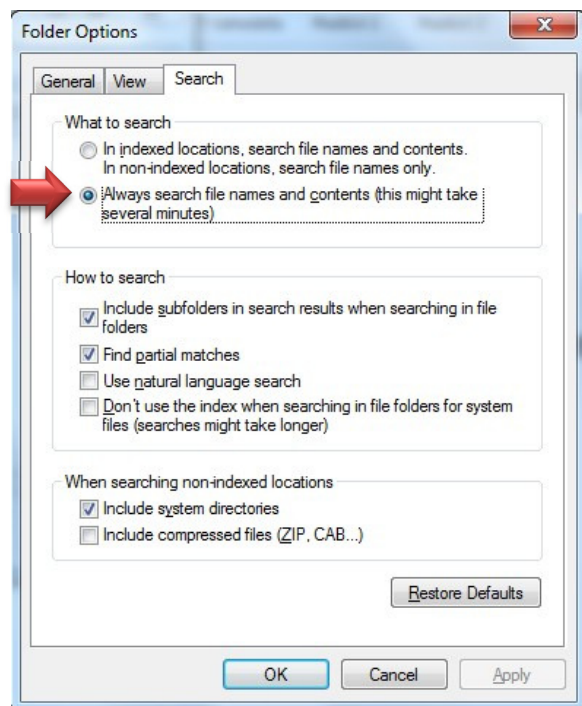 Folder Options
General View Search
What to search
In indexed locations, search file names and contents.
In non-indexed locations, search file names only.
Always search file names and contents (this might take
several minutes)
How to search
Include subfolders in search results when searching in file
folders
Find partial matches
Use natural language search
Don't use the index when searching in file folders for system
files (searches might take longer)
When searching non-indexed locations
Include system directories
Include compressed files (ZIP, CAB...)
Restore Defaults
OK Cancel Apply